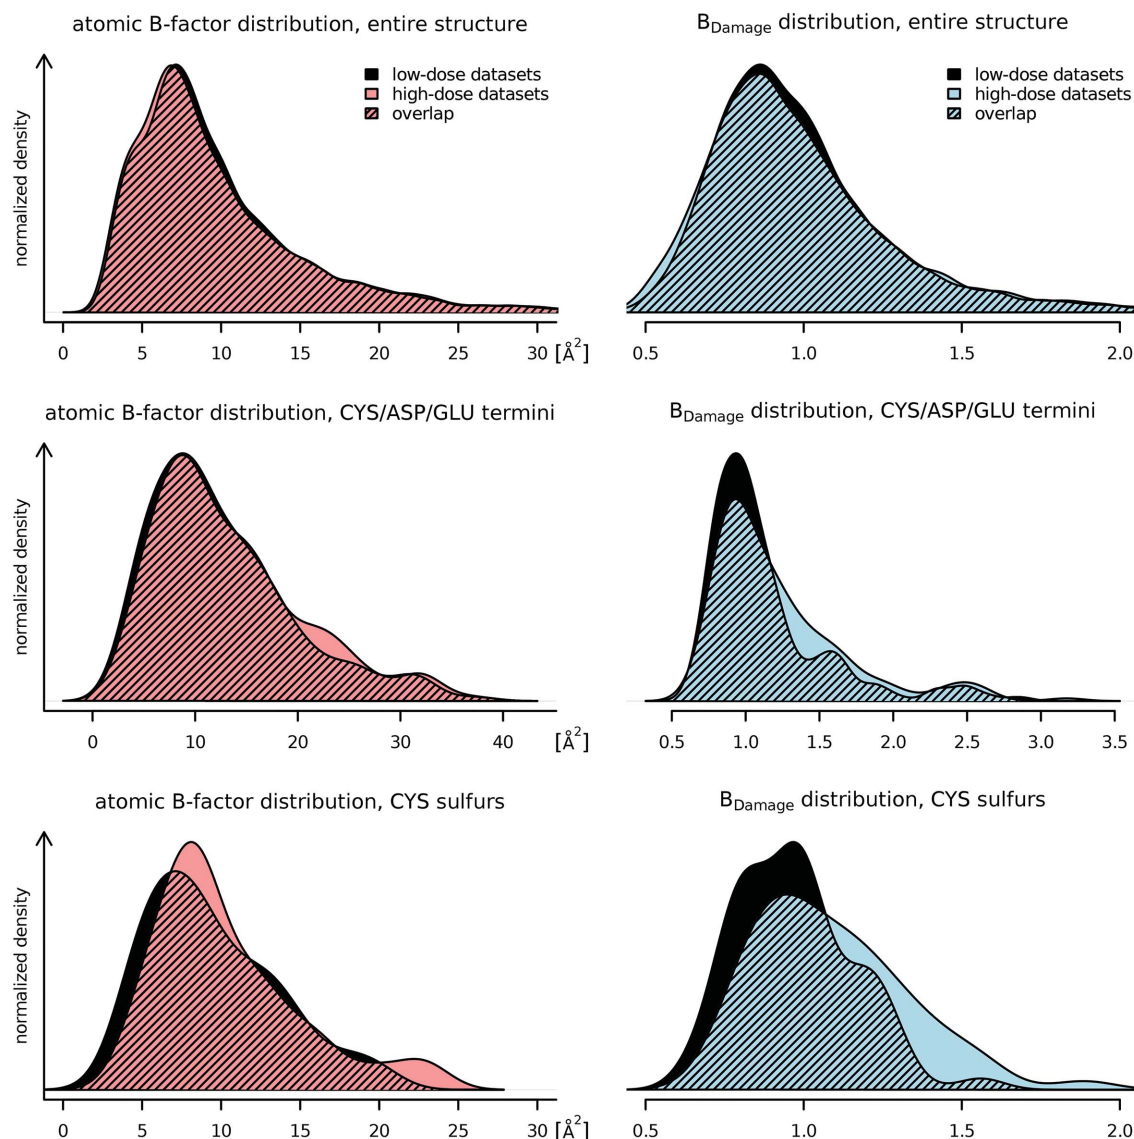 atomic B-factor distribution, entire structure
low-dose datasets
high-dose datasets
overlap
normalized density
0 5 10 15 20 25 30 [Å²]
B_Damage distribution, entire structure
low-dose datasets
high-dose datasets
overlap
0.5 1.0 1.5 2.0
atomic B-factor distribution, CYS/ASP/GLU termini
normalized density
0 10 20 30 40 [Å²]
B_Damage distribution, CYS/ASP/GLU termini
0.5 1.0 1.5 2.0 2.5 3.0 3.5
atomic B-factor distribution, CYS sulfurs
normalized density
0 5 10 15 20 25 30 [Å²]
B_Damage distribution, CYS sulfurs
0.5 1.0 1.5 2.0